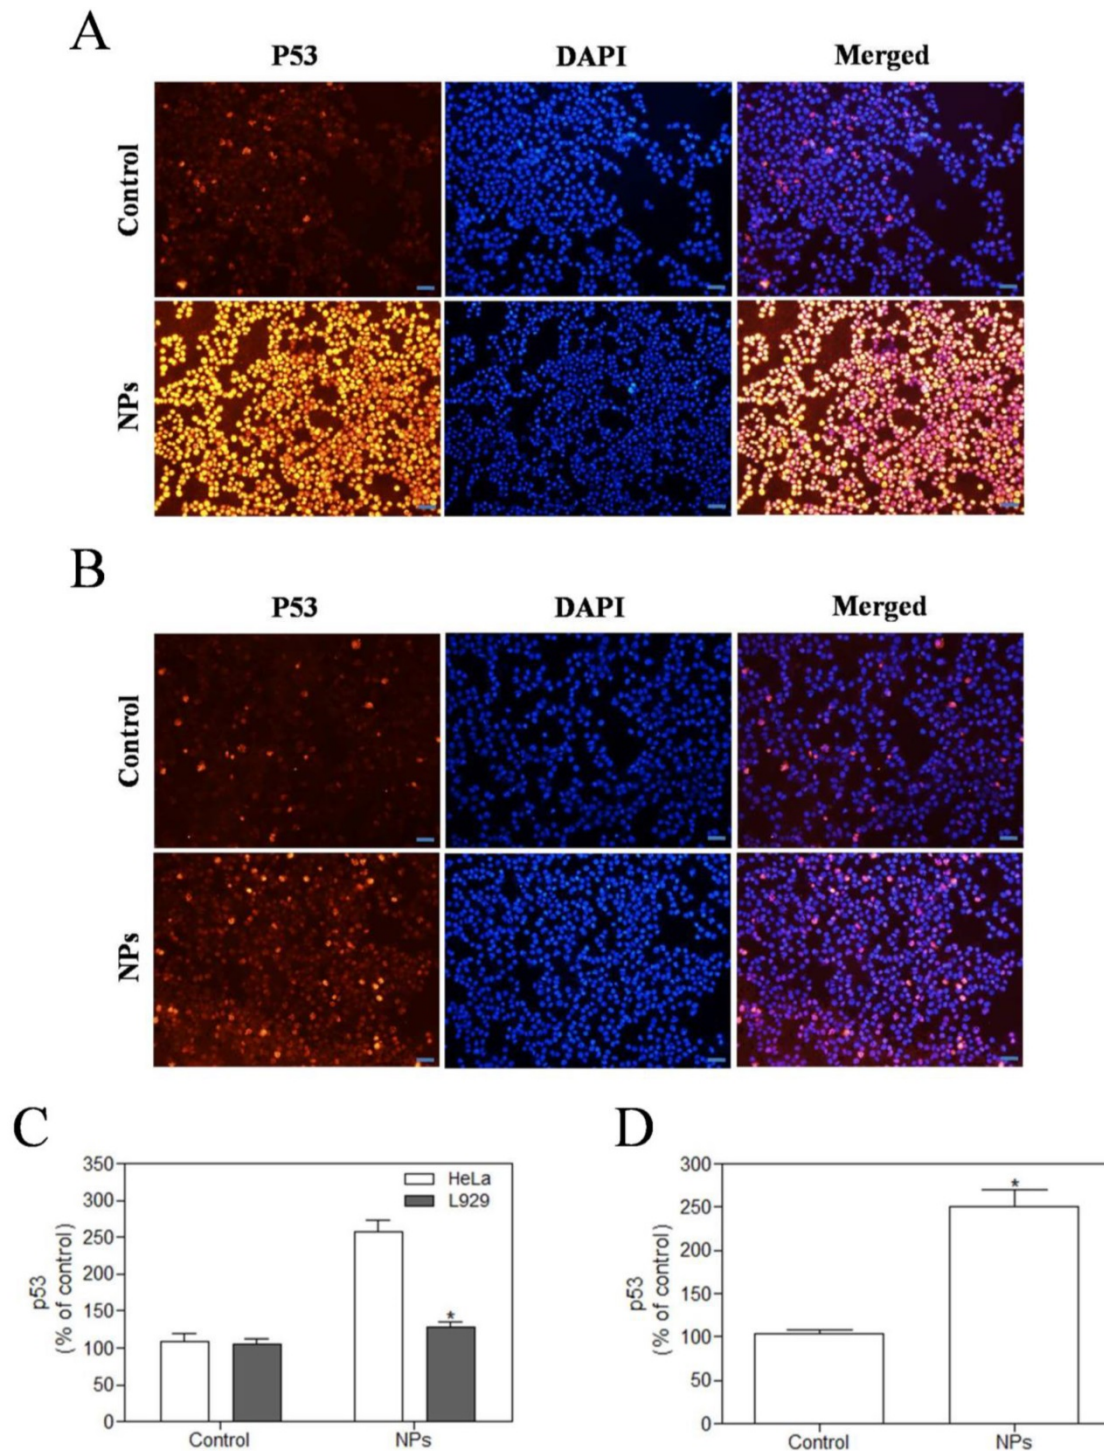 A
P53 DAPI Merged
Control
NPs
B
P53 DAPI Merged
Control
NPs
C
350
300
250
200
150
100
50
0
p53
(% of control)
HeLa
L929
*
Control NPs
D
300
250
200
150
100
50
0
p53
(% of control)
*
Control NPs